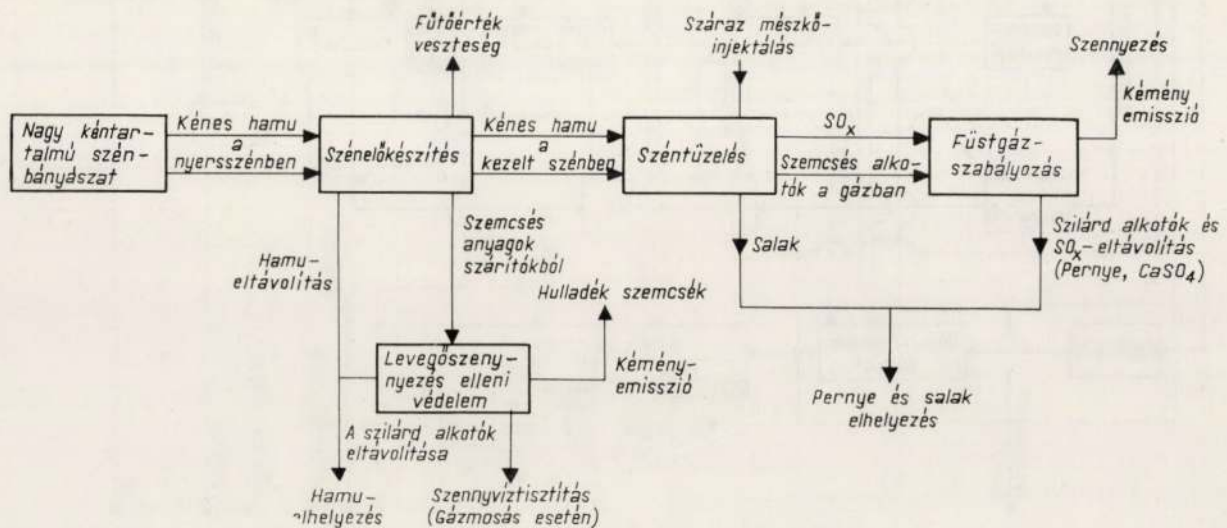 Fűtőérték
veszteség
Száraz mészkő-
injektálás
Szennyezés
Kémény
emisszió
Nagy kéntar-
talmú szén-
bányászat
Kénes hamu
a
nyersszénben
Szénelőkészítés
Kénes hamu
a
kezelt szénben
Széntüzelés
SOx
Szemcsés alko-
tók a gázban
Füstgáz-
szabályozás
Hamu-
eltávolítás
Szemcsés
anyagok
szárítókból
Salak
Szilárd alkotók és
SOx-eltávolítás
(Pernye, CaSO4)
Hulladék szemcsék
Levegőszeny-
nyezés elleni
védelem
Kémény-
emisszió
Pernye és salak
elhelyezés
A szilárd alkotók
eltávolítása
Hamu-
elhelyezés
Szennyvíztisztítás
(Gázmosás esetén)